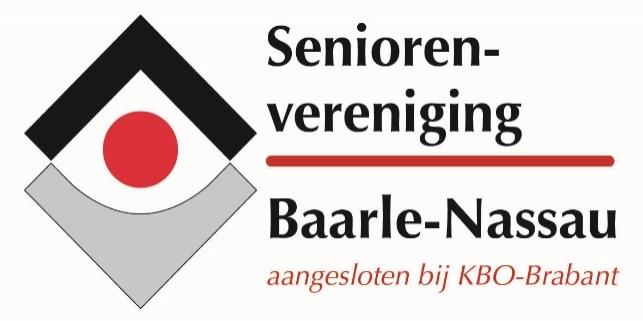 Senioren-
vereniging
Baarle-Nassau
aangesloten bij KBO-Brabant